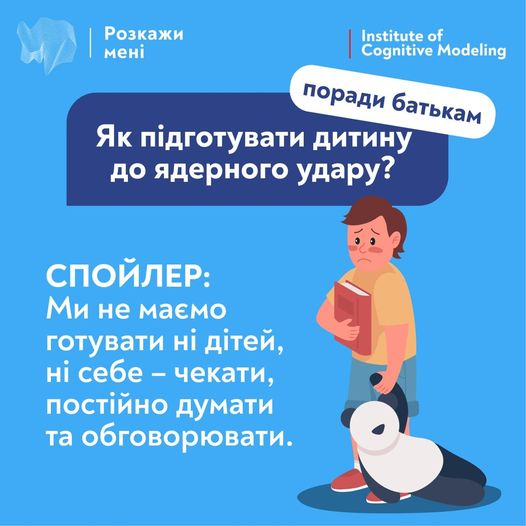 Розкажи
мені
Institute of
Cognitive Modeling
поради батькам
Як підготувати дитину
до ядерного удару?
СПОЙЛЕР:
Ми не маємо
готувати ні дітей,
ні себе – чекати,
постійно думати
та обговорювати.